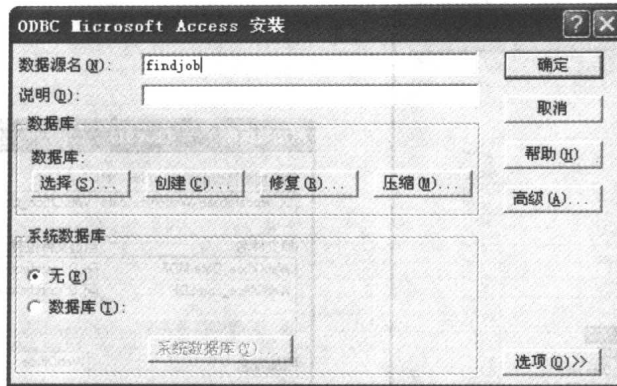 ODBC Microsoft Access 安装
数据源名(N): findjob
确定
说明(D):
取消
数据库
数据库:
帮助(H)
选择(S)... 创建(C)... 修复(R)... 压缩(M)...
高级(A)...
系统数据库
无(E)
数据库(T):
系统数据库(Y)
选项(O)>>